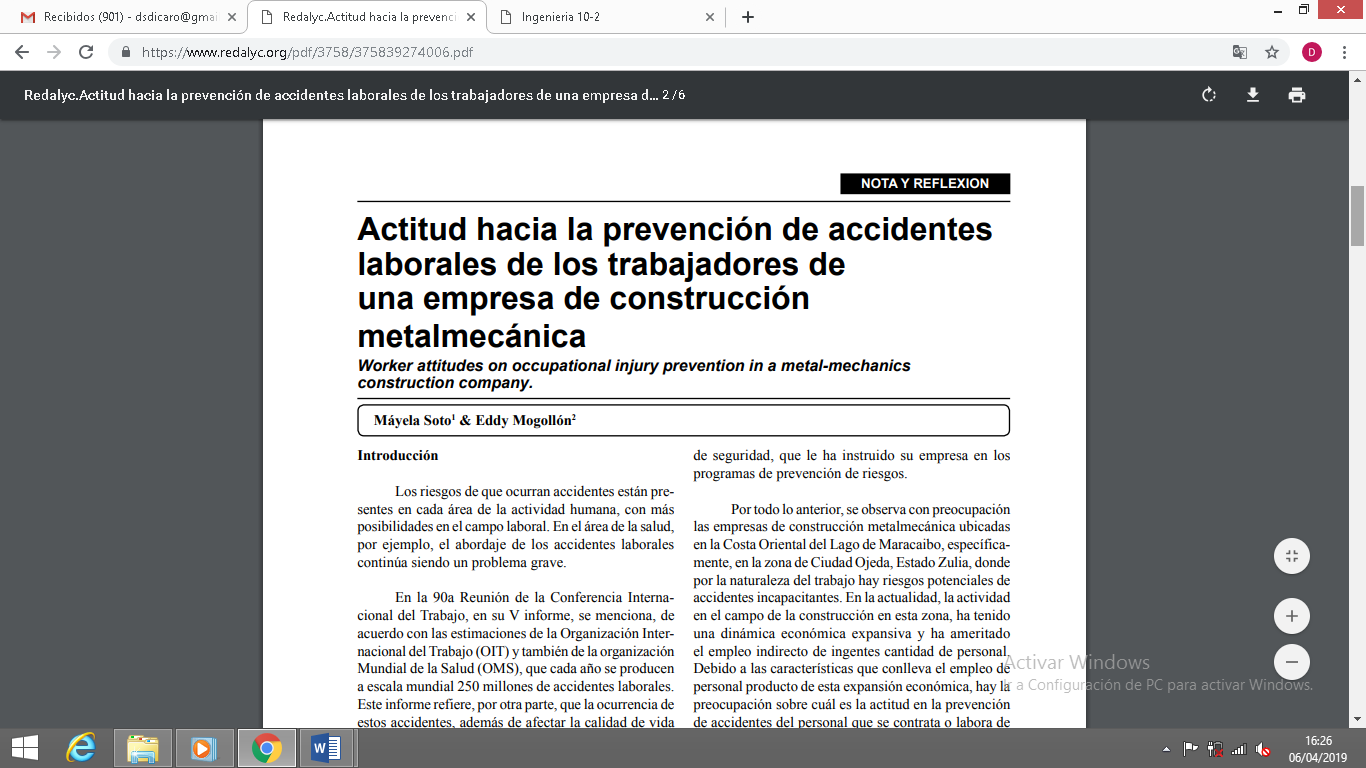 Recibidos (901) - dsdicaro@gmai
Redalyc.Actitud hacia la prevenci
Ingenieria 10-2
https://www.redalyc.org/pdf/3758/375839274006.pdf
D
Redalyc.Actitud hacia la prevención de accidentes laborales de los trabajadores de una empresa d... 2 / 6
NOTA Y REFLEXION
Actitud hacia la prevención de accidentes
laborales de los trabajadores de
una empresa de construcción
metalmecánica
Worker attitudes on occupational injury prevention in a metal-mechanics
construction company.
Máyela Soto¹ & Eddy Mogollón²
Introducción
Los riesgos de que ocurran accidentes están pre-
sentes en cada área de la actividad humana, con más
posibilidades en el campo laboral. En el área de la salud,
por ejemplo, el abordaje de los accidentes laborales
continúa siendo un problema grave.
En la 90a Reunión de la Conferencia Interna-
cional del Trabajo, en su V informe, se menciona, de
acuerdo con las estimaciones de la Organización Inter-
nacional del Trabajo (OIT) y también de la organización
Mundial de la Salud (OMS), que cada año se producen
a escala mundial 250 millones de accidentes laborales.
Este informe refiere, por otra parte, que la ocurrencia de
estos accidentes, además de afectar la calidad de vida
de seguridad, que le ha instruido su empresa en los
programas de prevención de riesgos.
Por todo lo anterior, se observa con preocupación
las empresas de construcción metalmecánica ubicadas
en la Costa Oriental del Lago de Maracaibo, específica-
mente, en la zona de Ciudad Ojeda, Estado Zulia, donde
por la naturaleza del trabajo hay riesgos potenciales de
accidentes incapacitantes. En la actualidad, la actividad
en el campo de la construcción en esta zona, ha tenido
una dinámica económica expansiva y ha ameritado
el empleo indirecto de ingentes cantidad de personal.
Debido a las características que conlleva el empleo de
personal producto de esta expansión económica, hay la
preocupación sobre cuál es la actitud en la prevención
de accidentes del personal que se contrata o labora de
Activar Windows
Ir a Configuración de PC para activar Windows.
16:26
06/04/2019